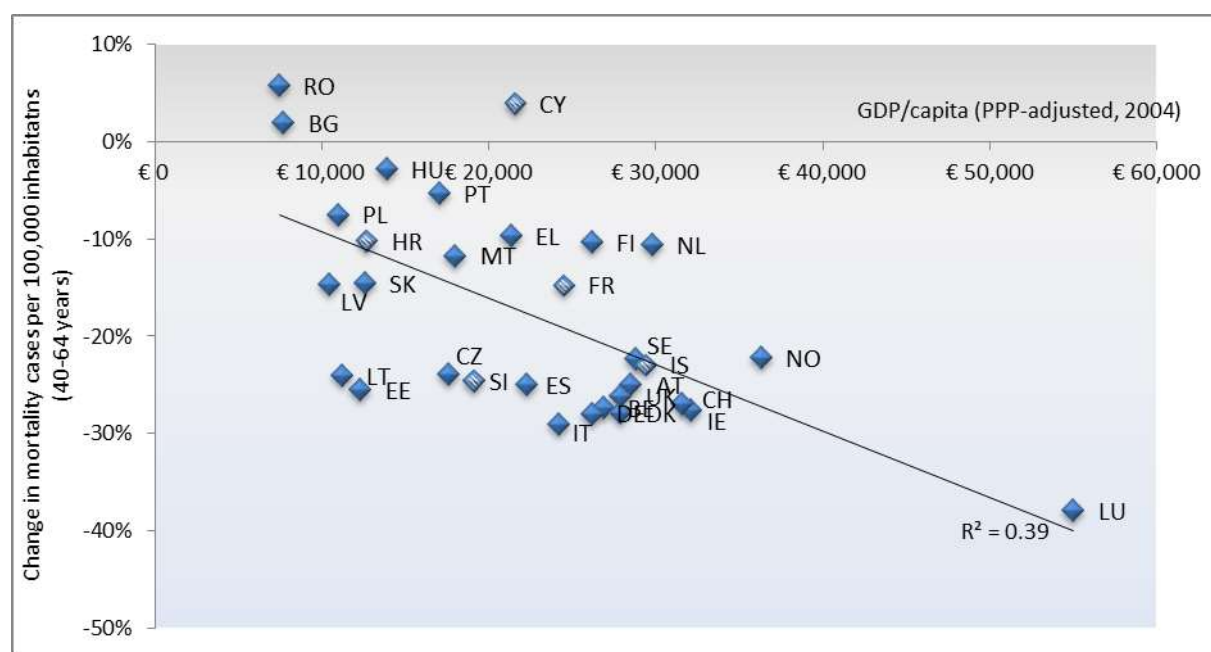 10%
RO
CY
GDP/capita (PPP-adjusted, 2004)
BG
0%
€ 0
€ 10,000
€ 20,000
€ 30,000
€ 40,000
€ 50,000
€ 60,000
HU
PT
PL
-10%
HR
EL
FI
NL
MT
LV
SK
FR
-20%
SE
IS
NO
CZ
LT
SI
ES
AT
EE
UK
CH
BE
DE
DK
IE
IT
-30%
LU
R² = 0.39
-40%
-50%
Change in mortality cases per 100,000 inhabitatns
(40-64 years)